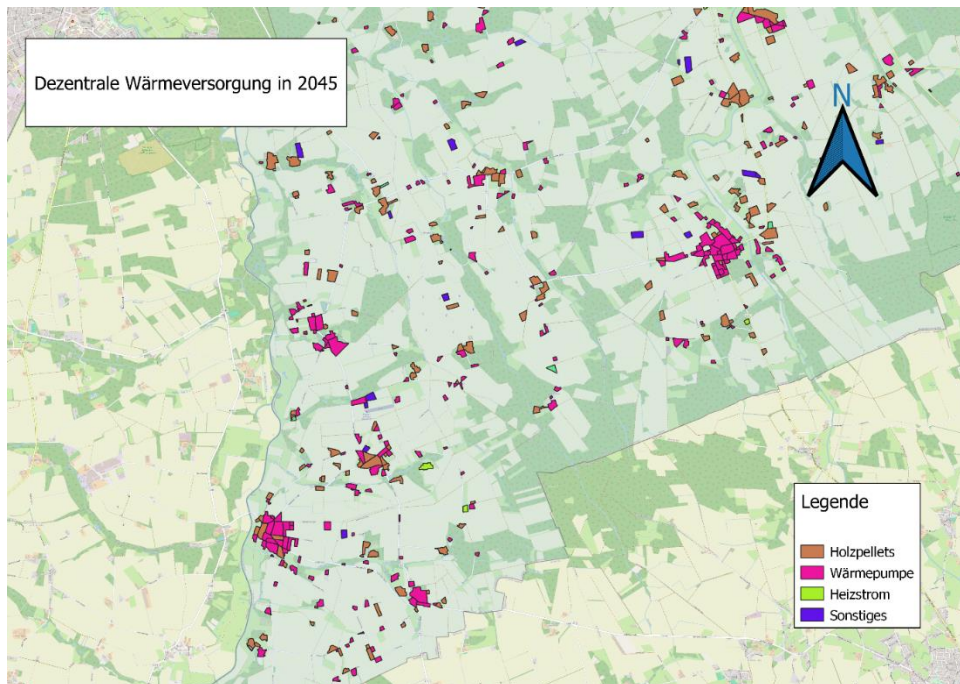 Dezentrale Wärmeversorgung in 2045
N
Legende
Holzpellets
Wärmepumpe
Heizstrom
Sonstiges